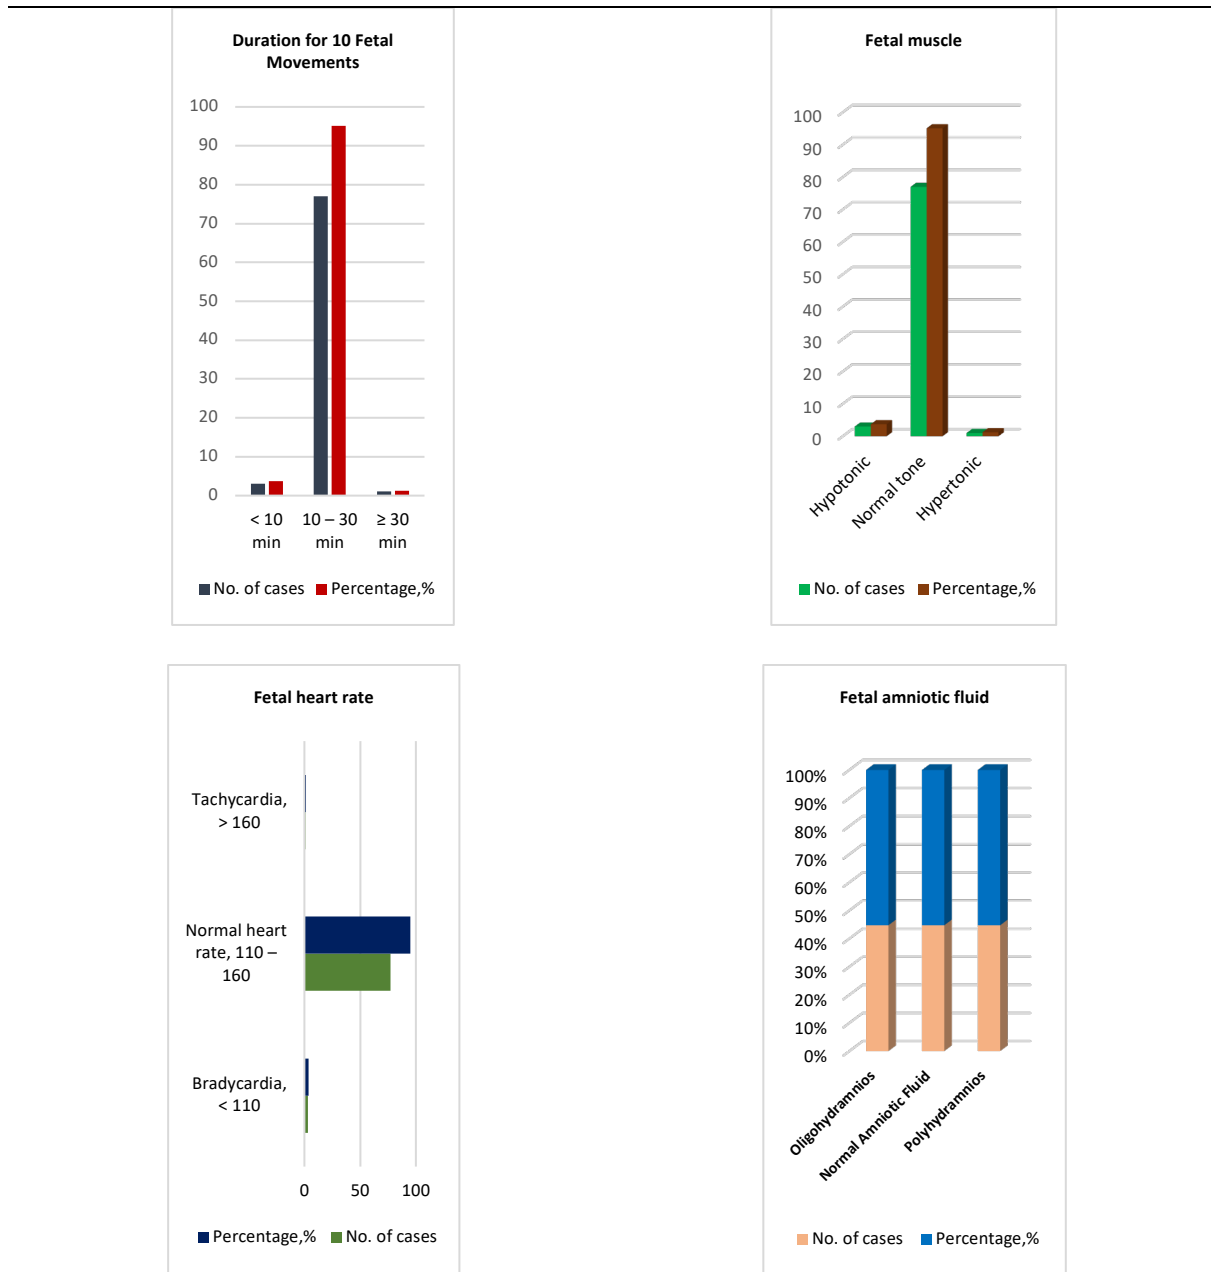 Duration for 10 Fetal
Movements
100
90
80
70
60
50
40
30
20
10
0
< 10
min
10 – 30
min
≥ 30
min
No. of cases
Percentage,%
Fetal muscle
100
90
80
70
60
50
40
30
20
10
0
Hypotonic
Normal tone
Hypertonic
No. of cases
Percentage,%
Fetal heart rate
Tachycardia,
> 160
Normal heart
rate, 110 –
160
Bradycardia,
< 110
0
50
100
Percentage,%
No. of cases
Fetal amniotic fluid
100%
90%
80%
70%
60%
50%
40%
30%
20%
10%
0%
Oligohydramnios
Normal Amniotic Fluid
Polyhydramnios
No. of cases
Percentage,%